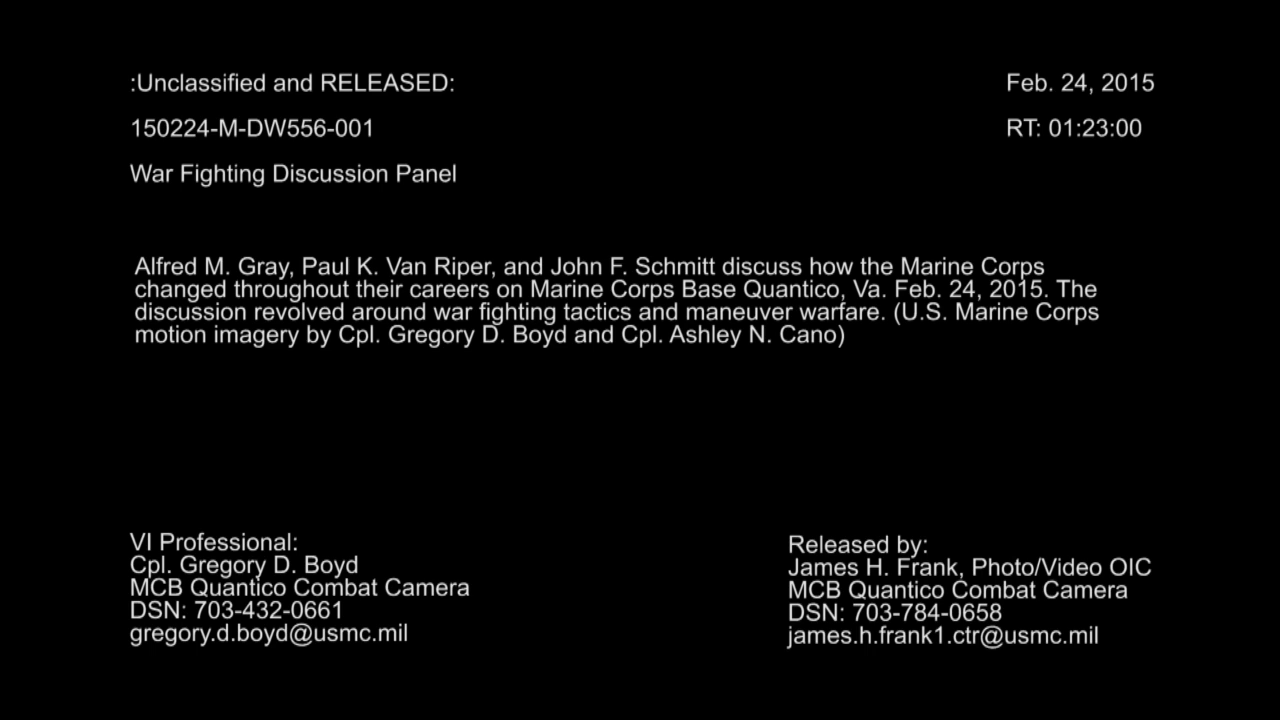 :Unclassified and RELEASED:
Feb. 24, 2015
150224-M-DW556-001
RT: 01:23:00
War Fighting Discussion Panel
Alfred M. Gray, Paul K. Van Riper, and John F. Schmitt discuss how the Marine Corps
changed throughout their careers on Marine Corps Base Quantico, Va. Feb. 24, 2015. The
discussion revolved around war fighting tactics and maneuver warfare. (U.S. Marine Corps
motion imagery by Cpl. Gregory D. Boyd and Cpl. Ashley N. Cano)
VI Professional:
Cpl. Gregory D. Boyd
MCB Quantico Combat Camera
DSN: 703-432-0661
gregory.d.boyd@usmc.mil
Released by:
James H. Frank, Photo/Video OIC
MCB Quantico Combat Camera
DSN: 703-784-0658
james.h.frank1.ctr@usmc.mil